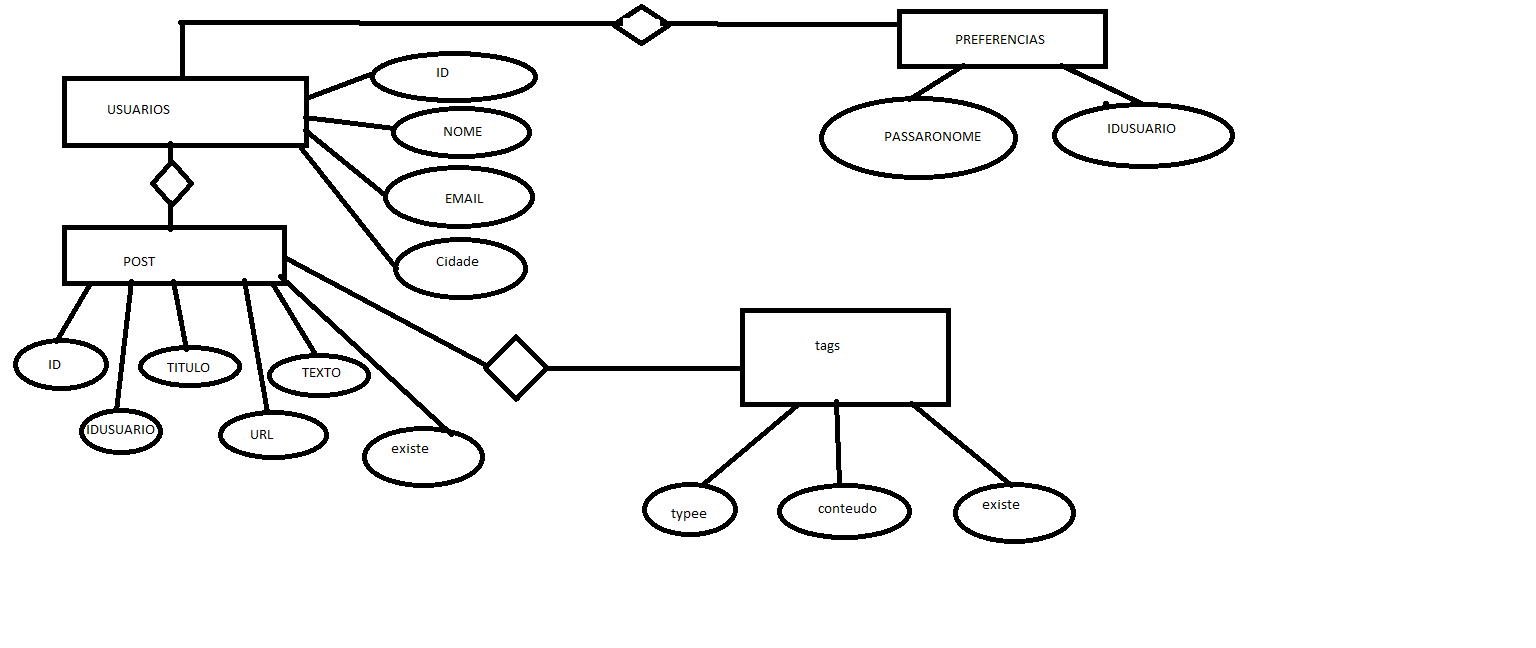 PREFERENCIAS
ID
USUARIOS
NOME
IDUSUARIO
PASSARONOME
EMAIL
Cidade
POST
tags
ID
TITULO
TEXTO
IDUSUARIO
URL
existe
typee
conteudo
existe